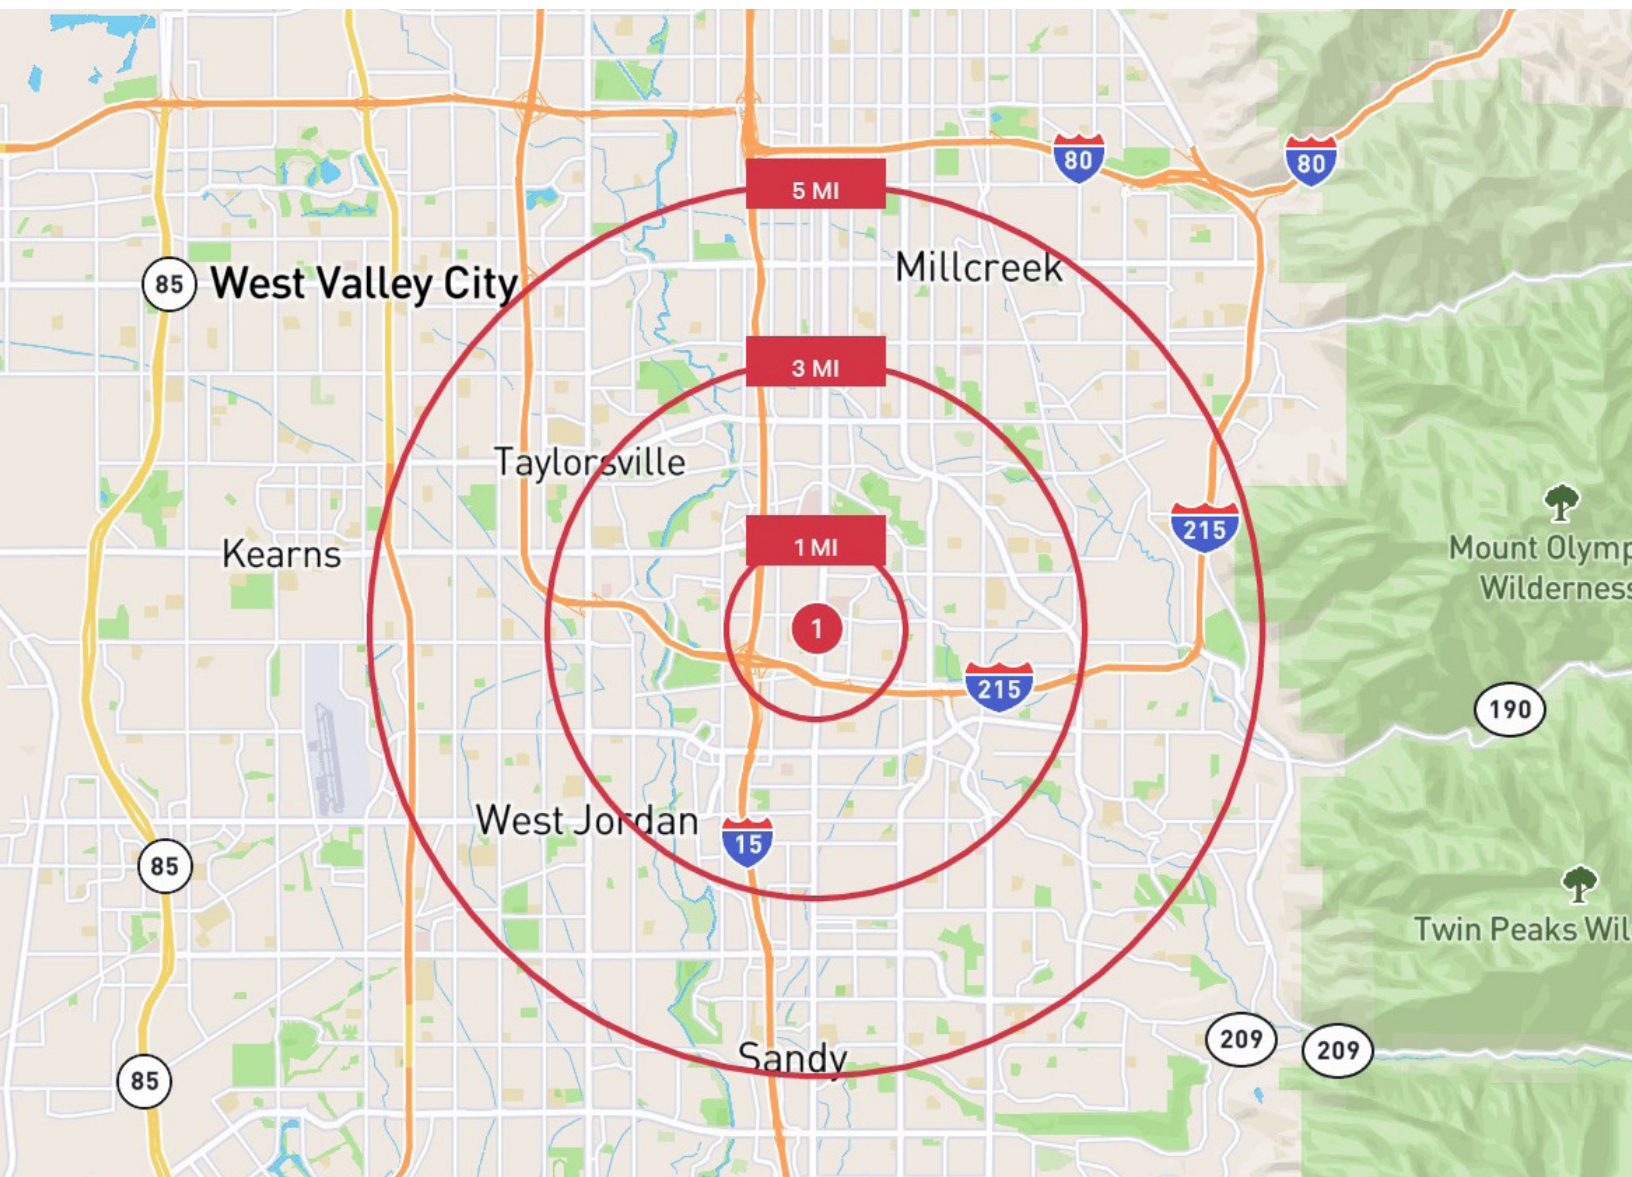 80
80
5 MI
Millcreek
85
West Valley City
3 MI
Taylorsville
215
Mount Olymp
Wilderness
1 MI
Kearns
1
215
190
West Jordan
15
85
Twin Peaks Wil
209
209
Sandy
85